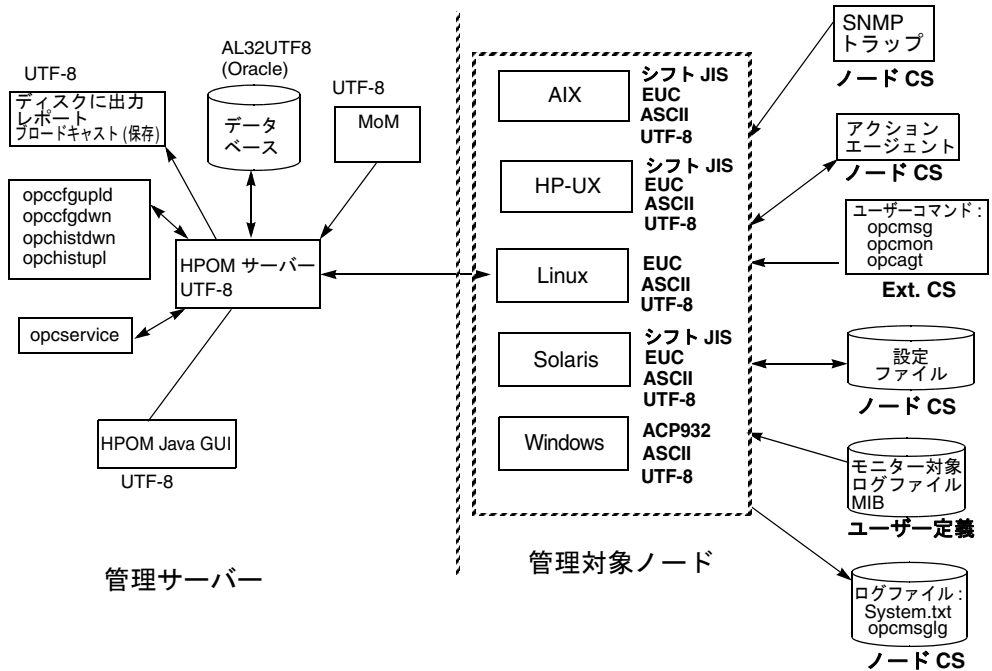 UTF-8
ディスクに出力
レポート
ブロードキャスト (保存)
AL32UTF8
(Oracle)
データ
ベース
UTF-8
MoM
opccfgupld
opccfgdwn
opchistdwn
opchistupl
HPOM サーバー
UTF-8
opcservice
HPOM Java GUI
UTF-8
管理サーバー
AIX
シフト JIS
EUC
ASCII
UTF-8
HP-UX
シフト JIS
EUC
ASCII
UTF-8
Linux
EUC
ASCII
UTF-8
Solaris
シフト JIS
EUC
ASCII
UTF-8
Windows
ACP932
ASCII
UTF-8
管理対象ノード
SNMP
トラップ
ノード CS
アクション
エージェント
ノード CS
ユーザーコマンド :
opcmsg
opcmon
opcagt
Ext. CS
設定
ファイル
ノード CS
モニター対象
ログファイル
MIB
ユーザー定義
ログファイル :
System.txt
opcmsglg
ノード CS